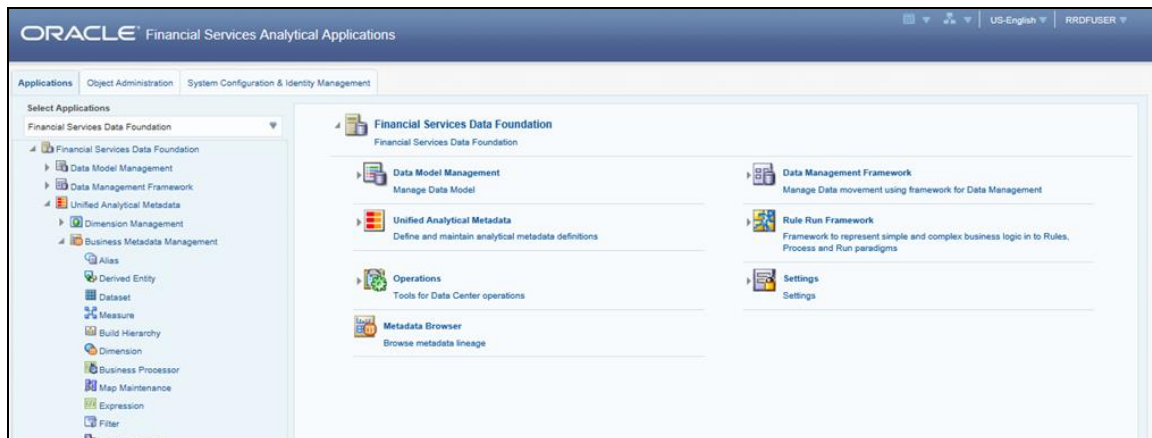 ORACLE® Financial Services Analytical Applications
US-English
RRDFUSER
Applications
Object Administration
System Configuration & Identity Management
Select Applications
Financial Services Data Foundation
Financial Services Data Foundation
Data Model Management
Data Management Framework
Unified Analytical Metadata
Dimension Management
Business Metadata Management
Alias
Derived Entity
Dataset
Measure
Build Hierarchy
Dimension
Business Processor
Map Maintenance
Expression
Filter
Financial Services Data Foundation
Financial Services Data Foundation
Data Model Management
Manage Data Model
Data Management Framework
Manage Data movement using framework for Data Management
Unified Analytical Metadata
Define and maintain analytical metadata definitions
Rule Run Framework
Framework to represent simple and complex business logic in to Rules,
Process and Run paradigms
Operations
Tools for Data Center operations
Settings
Settings
Metadata Browser
Browse metadata lineage